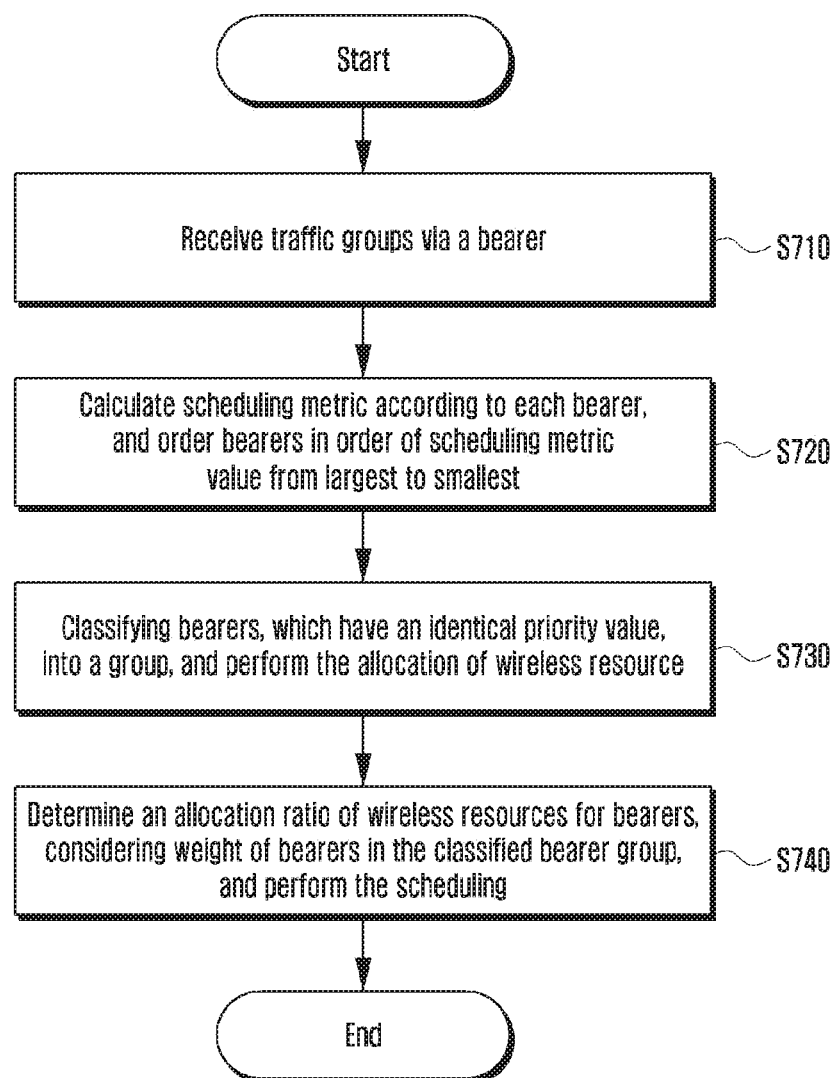 Start
Receive traffic groups via a bearer
S710
Calculate scheduling metric according to each bearer,
and order bearers in order of scheduling metric
value from largest to smallest
S720
Classifying bearers, which have an identical priority value,
into a group, and perform the allocation of wireless resource
S730
Determine an allocation ratio of wireless resources for bearers,
considering weight of bearers in the classified bearer group,
and perform the scheduling
S740
End